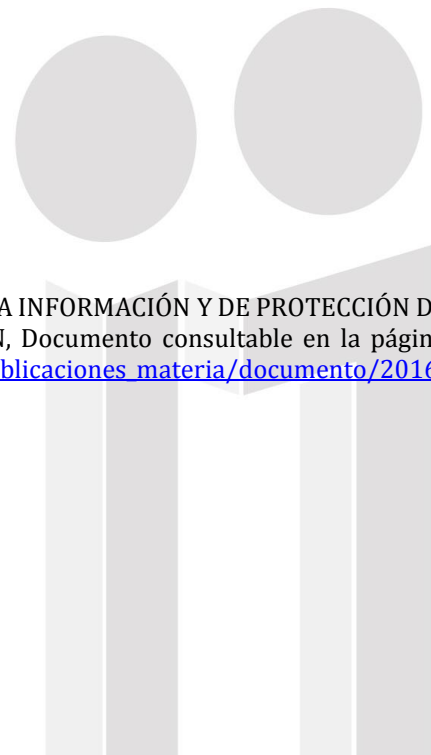 A INFORMACIÓN Y DE PROTECCIÓN D
N, Documento consultable en la págin
blicaciones_materia/documento/2016